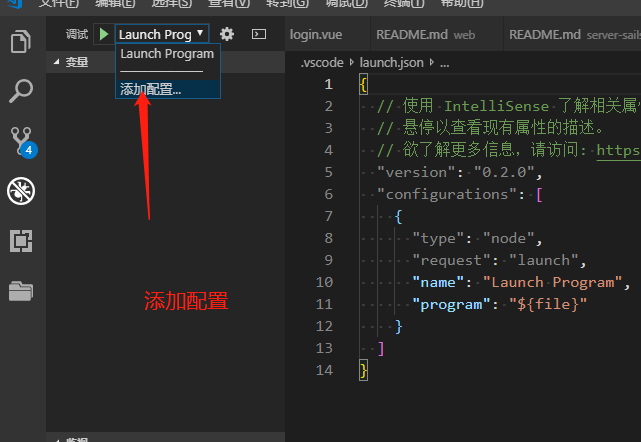 文件(F) 编辑(E) 选择(S) 查看(V) 转到(G) 调试(D) 终端(T) 帮助(H)
调试 Launch Prog
Launch Program
添加配置...
变量
4
添加配置
login.vue README.md web README.md server-sails
.vscode › launch.json › ...
1 {
2 // 使用 IntelliSense 了解相关属
3 // 悬停以查看现有属性的描述。
4 // 欲了解更多信息，请访问: https
5 "version": "0.2.0",
6 "configurations": [
7 {
8 "type": "node",
9 "request": "launch",
10 "name": "Launch Program",
11 "program": "${file}"
12 }
13 ]
14 }